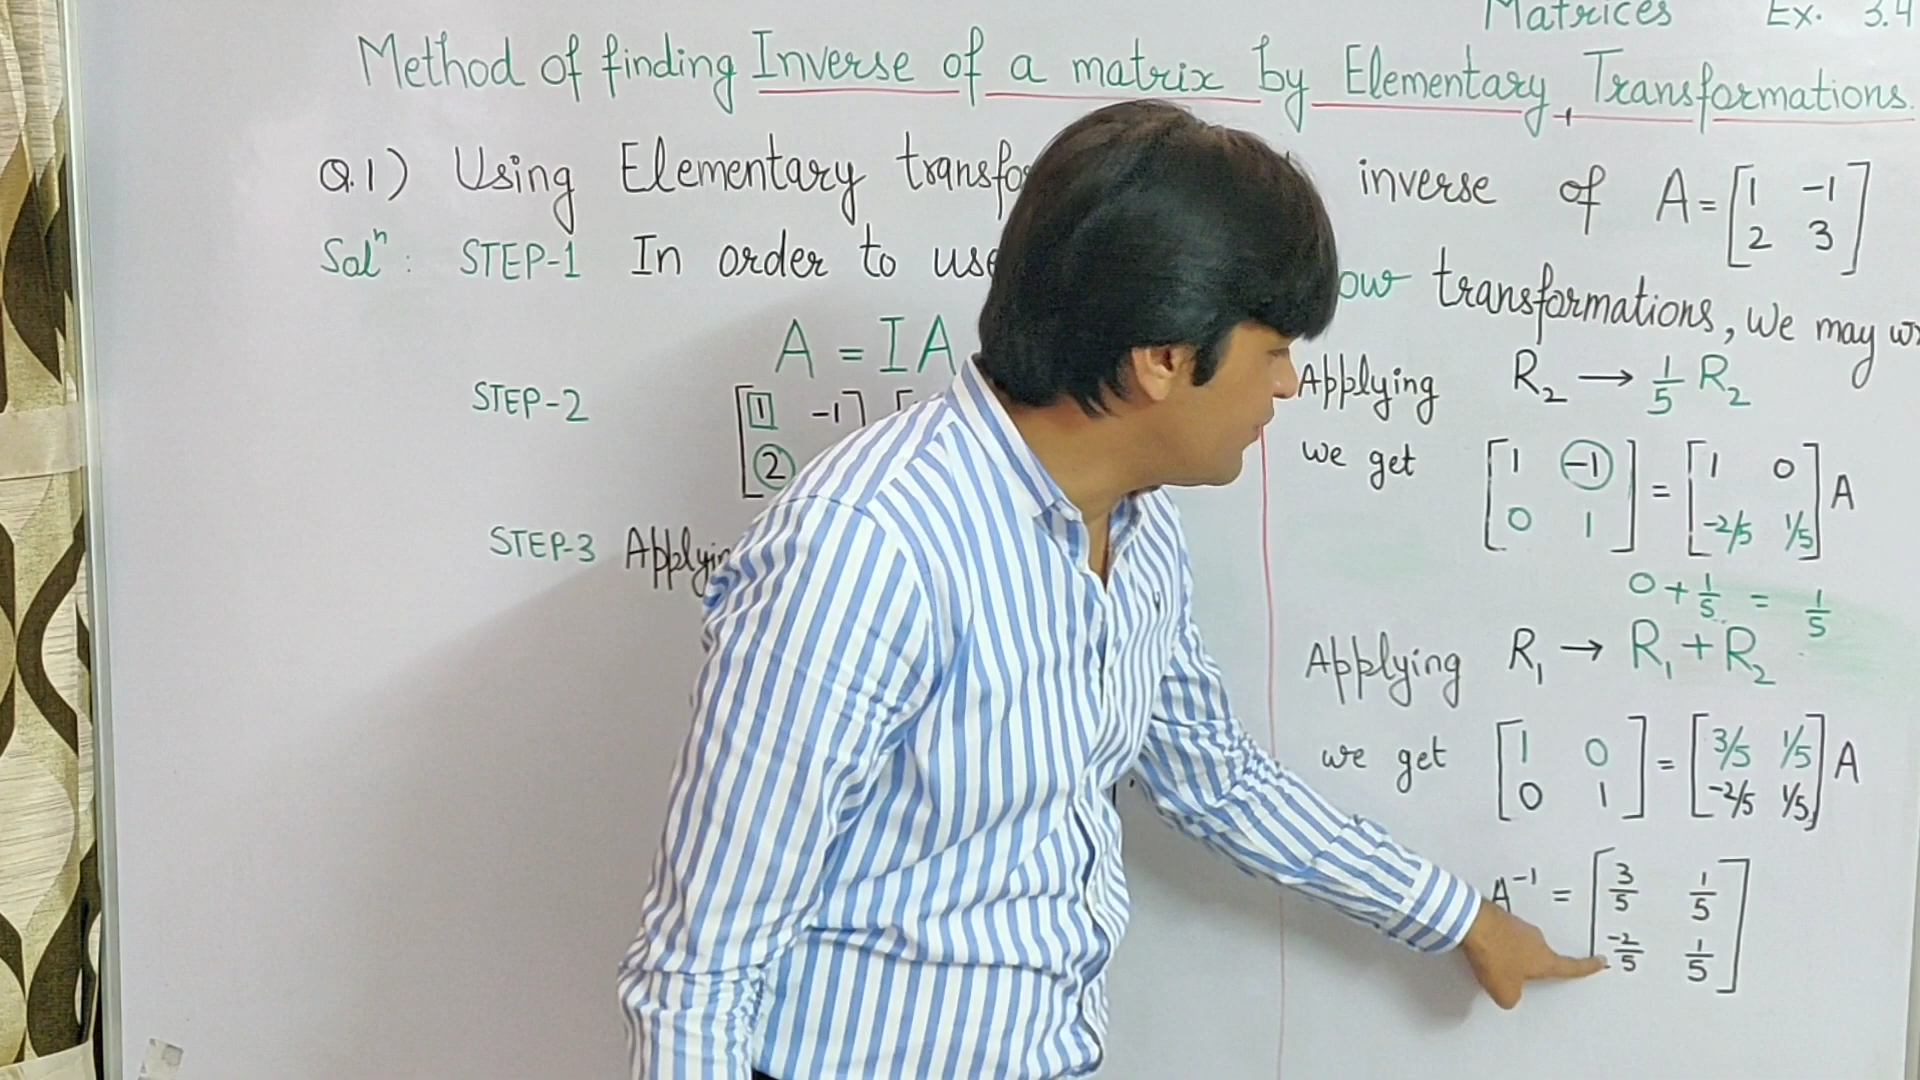 Matrices Ex. 3.4
Method of finding Inverse of a matrix by Elementary Transformations.
Q.1) Using Elementary inverse of A = [1 -1
2 3]
Solⁿ: STEP-1 In order to use transformations, we may
A = IA
STEP-2 [1 -1]
[2
STEP-3
Applying R₂ → 1/5 R₂
we get [1 -1] = [1 0] A
[0 1] [-2/5 1/5]
0 + 1/5 = 1/5
Applying R₁ → R₁ + R₂
we get [1 0] = [3/5 1/5] A
[0 1] [-2/5 1/5]
A⁻¹ = [3/5 1/5]
[-2/5 1/5]